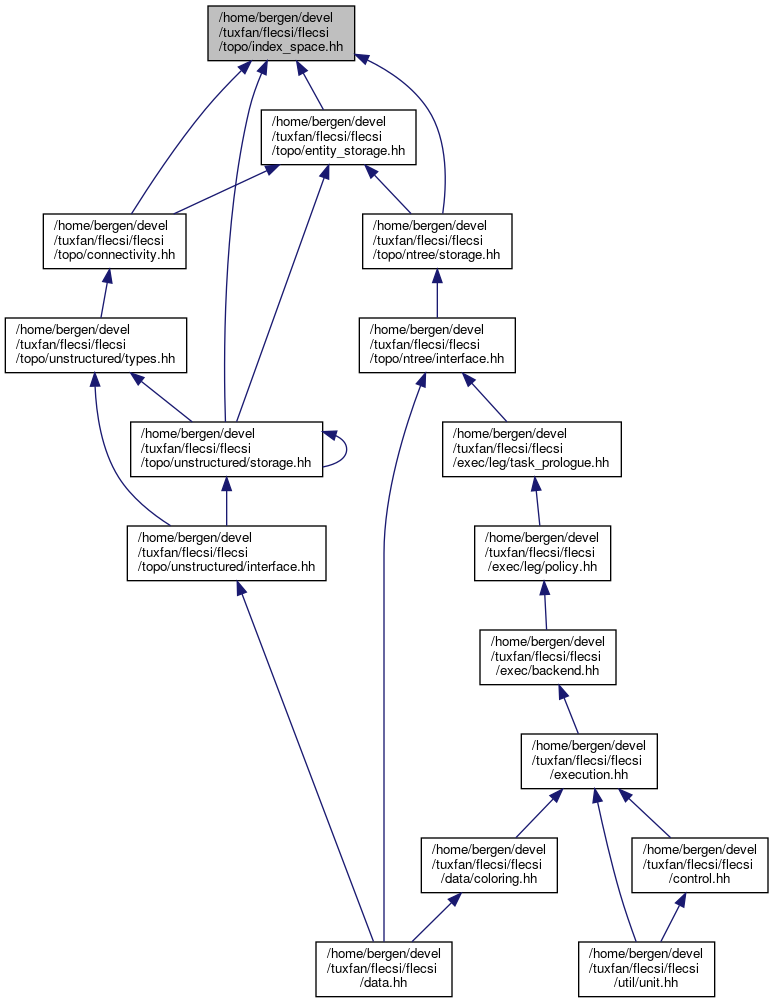 /home/bergen/devel
/tuxfan/flecsi/flecsi
/topo/index_space.hh
/home/bergen/devel
/tuxfan/flecsi/flecsi
/topo/entity_storage.hh
/home/bergen/devel
/tuxfan/flecsi/flecsi
/topo/connectivity.hh
/home/bergen/devel
/tuxfan/flecsi/flecsi
/topo/ntree/storage.hh
/home/bergen/devel
/tuxfan/flecsi/flecsi
/topo/unstructured/types.hh
/home/bergen/devel
/tuxfan/flecsi/flecsi
/topo/ntree/interface.hh
/home/bergen/devel
/tuxfan/flecsi/flecsi
/topo/unstructured/storage.hh
/home/bergen/devel
/tuxfan/flecsi/flecsi
/exec/leg/task_prologue.hh
/home/bergen/devel
/tuxfan/flecsi/flecsi
/topo/unstructured/interface.hh
/home/bergen/devel
/tuxfan/flecsi/flecsi
/exec/leg/policy.hh
/home/bergen/devel
/tuxfan/flecsi/flecsi
/exec/backend.hh
/home/bergen/devel
/tuxfan/flecsi/flecsi
/execution.hh
/home/bergen/devel
/tuxfan/flecsi/flecsi
/data/coloring.hh
/home/bergen/devel
/tuxfan/flecsi/flecsi
/control.hh
/home/bergen/devel
/tuxfan/flecsi/flecsi
/data.hh
/home/bergen/devel
/tuxfan/flecsi/flecsi
/util/unit.hh